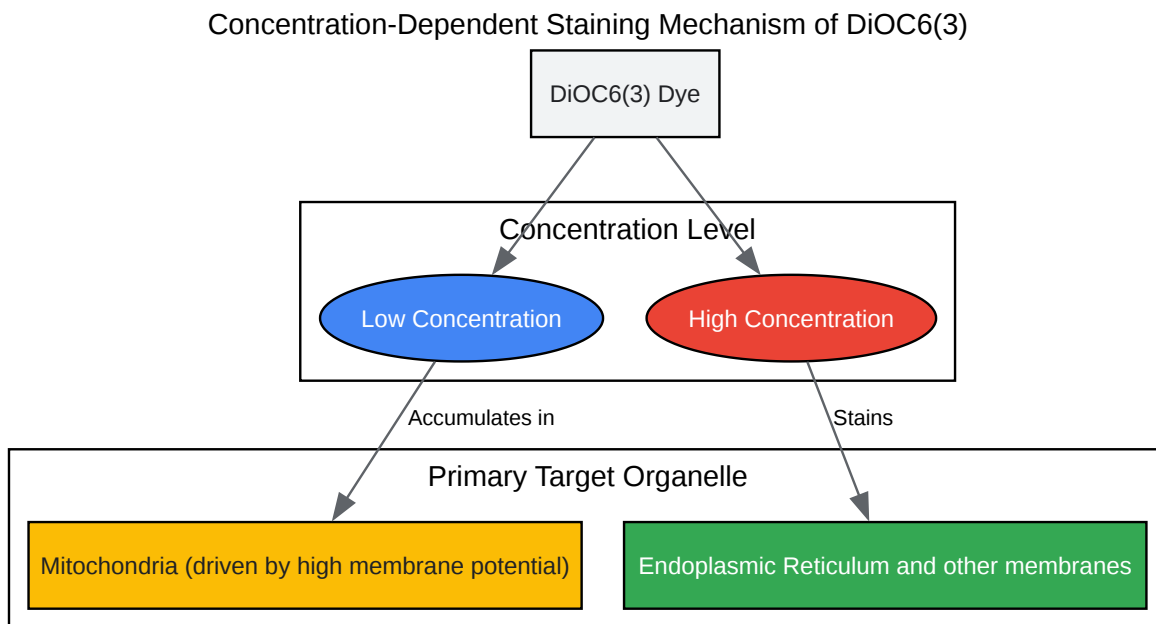 Concentration-Dependent Staining Mechanism of DiOC6(3)
DiOC6(3) Dye
Concentration Level
Low Concentration
High Concentration
Accumulates in
Stains
Primary Target Organelle
Mitochondria (driven by high membrane potential)
Endoplasmic Reticulum and other membranes